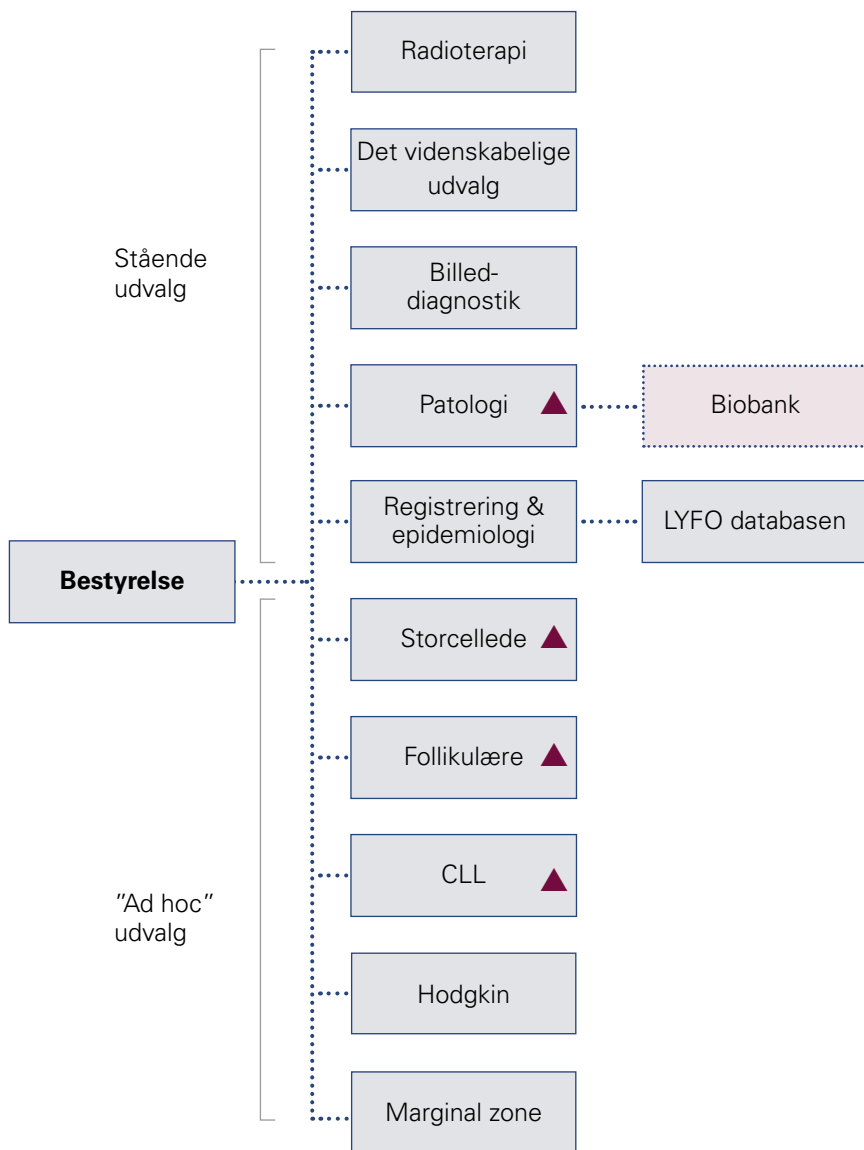 Radioterapi
Det videnskabelige
udvalg
Stående
udvalg
Billed-
diagnostik
Patologi
Biobank
Registrering &
epidemiologi
LYFO databasen
Bestyrelse
Storcellede
Follikulære
CLL
”Ad hoc”
udvalg
Hodgkin
Marginal zone